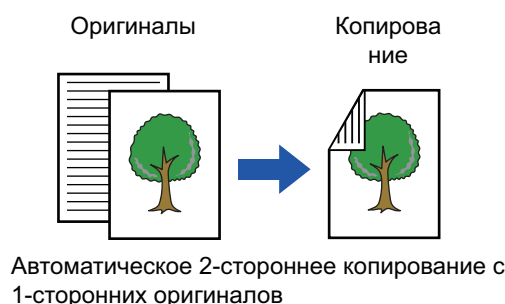 Оригиналы
Копирова
ние
Автоматическое 2-стороннее копирование с
1-сторонних оригиналов